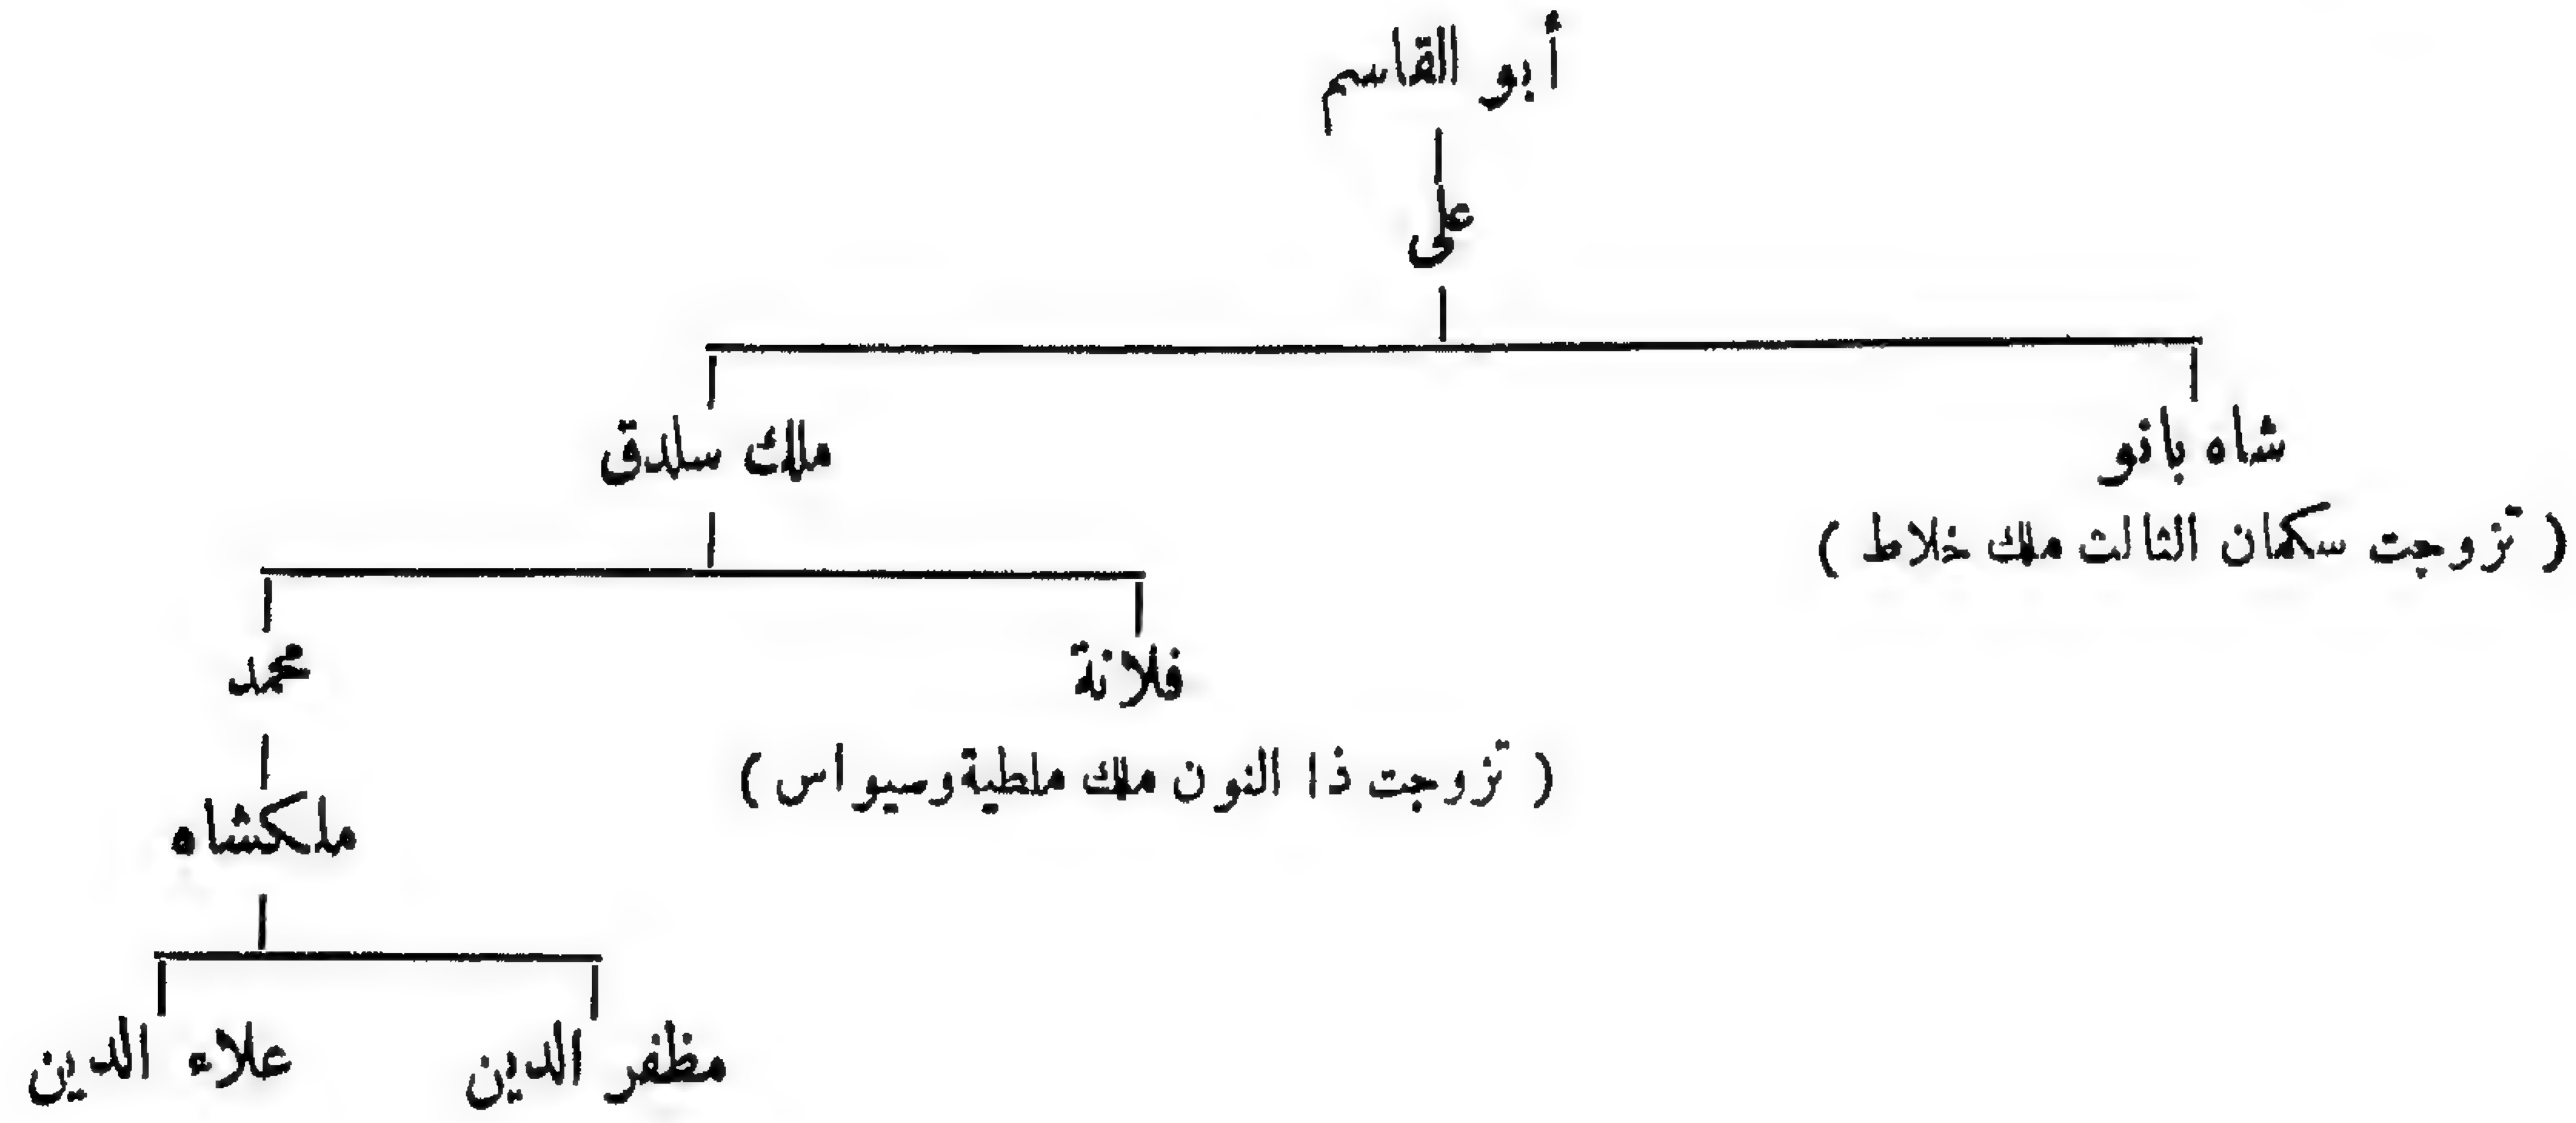 أبو القاسم
على
شاه بانو
ملك سلدق
( تزوجت سكمان الثالث ملك خلاط )
فلانة
محمد
( تزوجت ذا النون ملك ملطية وسيواس )
ملكشاه
مظفر الدين
علاء الدين